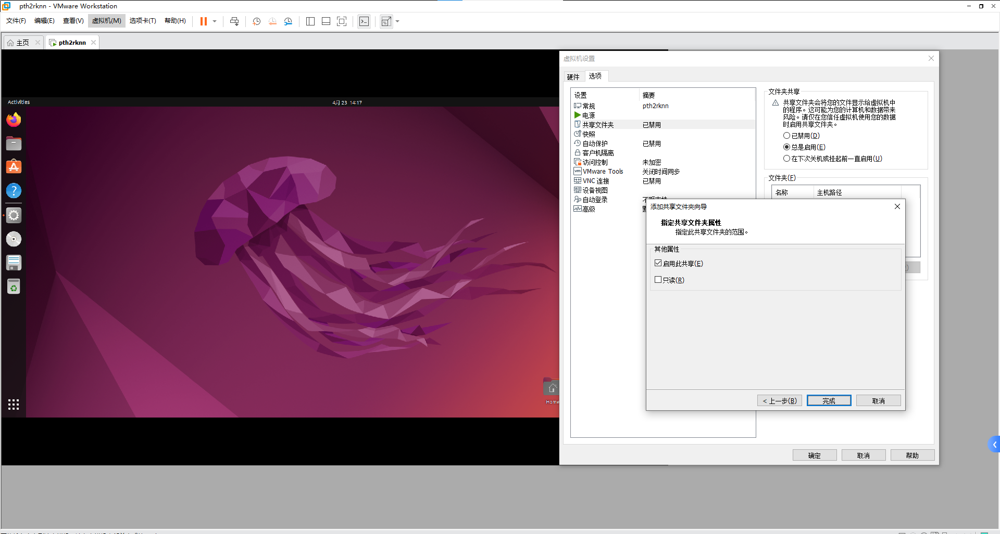 pth2rknn - VMware Workstation
文件(F) 编辑(E) 查看(V) 虚拟机(M) 选项卡(T) 帮助(H)
主页
pth2rknn
Activities
4月 23 14:17
Home
虚拟机设置
硬件 选项
设置 摘要
常规 pth2rknn
电源
共享文件夹 已禁用
快照
自动保护 已禁用
客户机隔离
访问控制 未加密
VMware Tools 关闭时间同步
VNC 连接 已禁用
设备视图
自动登录
高级
文件夹共享
共享文件夹会将您的文件显示给虚拟机中
的程序。这可能为您的计算机和数据带来
风险。请仅在您信任虚拟机使用您的数据
时启用共享文件夹。
已禁用(D)
总是启用(E)
在下次关机或挂起前一直启用(U)
文件夹(F)
名称 主机路径
添加共享文件夹向导
指定共享文件夹属性
指定此共享文件夹的范围。
其他属性
启用此共享(E)
只读(R)
< 上一步(B) 完成 取消
确定 取消 帮助